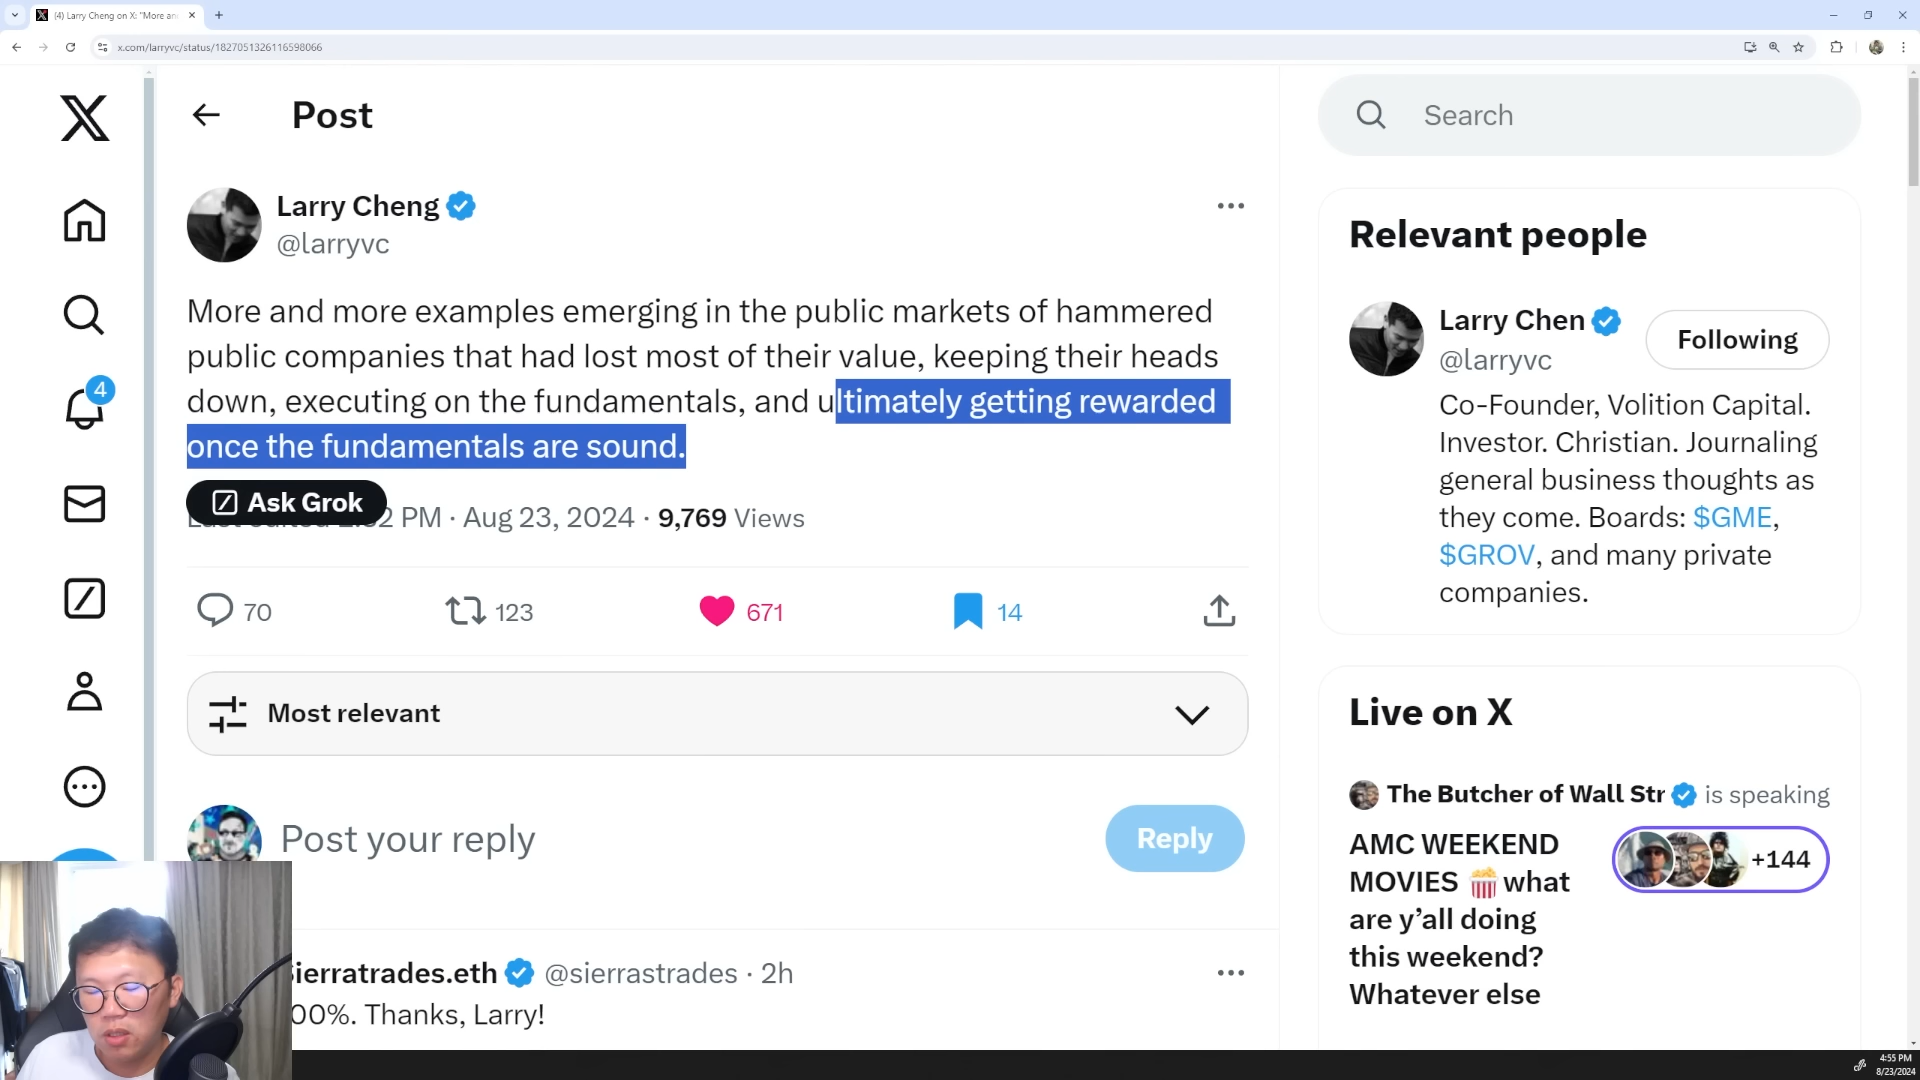 (4) Larry Cheng on X: "More an
x.com/larryvc/status/1827051326116598066
Post
Search
Larry Cheng
@larryvc
More and more examples emerging in the public markets of hammered
public companies that had lost most of their value, keeping their heads
down, executing on the fundamentals, and ultimately getting rewarded
once the fundamentals are sound.
Ask Grok
2 PM · Aug 23, 2024 · 9,769 Views
70
123
671
14
Most relevant
Post your reply
Reply
ierratrades.eth @sierrastrades · 2h
00%. Thanks, Larry!
4
Relevant people
Larry Chen
@larryvc
Following
Co-Founder, Volition Capital.
Investor. Christian. Journaling
general business thoughts as
they come. Boards: $GME,
$GROV, and many private
companies.
Live on X
The Butcher of Wall Str is speaking
AMC WEEKEND
MOVIES 🍿what
are y’all doing
this weekend?
Whatever else
+144
4:55 PM
8/23/2024